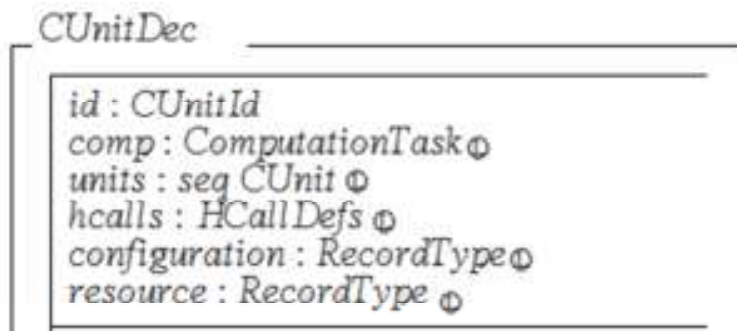 CUnitDec
id : CUnitId
comp : ComputationTask Ⓛ
units : seq CUnit Ⓛ
hcalls : HCallDefs Ⓛ
configuration : RecordType Ⓛ
resource : RecordType Ⓛ